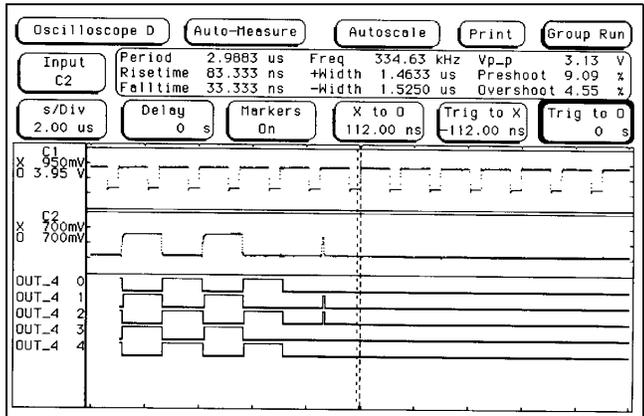 Oscilloscope D Auto-Measure Autoscale Print Group Run
Input C2
Period 2.9883 us Freq 334.63 kHz Vp_p 3.13 V
Risetime 83.333 ns +Width 1.4633 us Preshoot 9.09 %
Falltime 33.333 ns -Width 1.5250 us Overshoot 4.55 %
s/Div Delay Markers X to O Trig to X Trig to O
2.00 us 0 s On 112.00 ns -112.00 ns 0 s
C1
X 950mV
O 3.95 V
C2
X 700mV
O 700mV
OUT_4 0
OUT_4 1
OUT_4 2
OUT_4 3
OUT_4 4